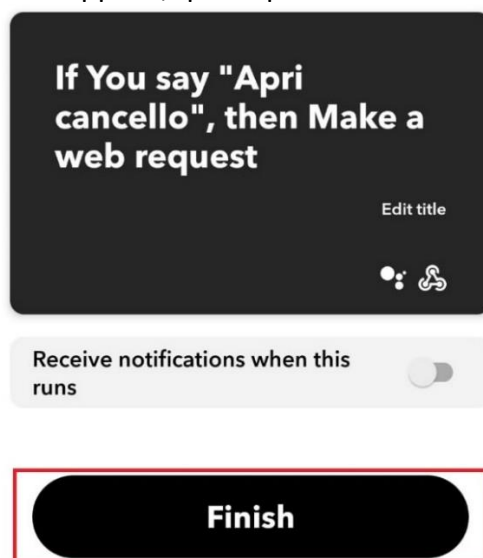 If You say "Apri
cancello", then Make a
web request
Edit title
Receive notifications when this
runs
Finish